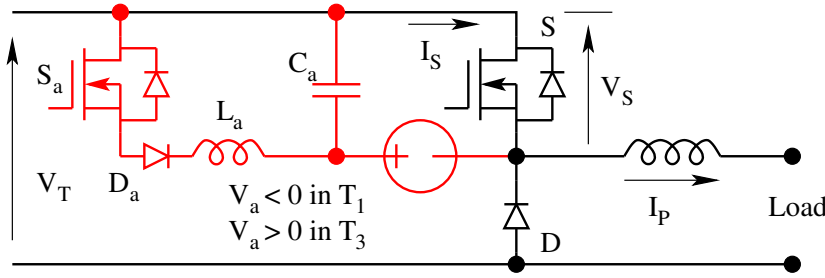 S
I_S
C_a
S_a
V_S
L_a
+
V_T
D_a
V_a < 0 in T_1
V_a > 0 in T_3
I_P
Load
D